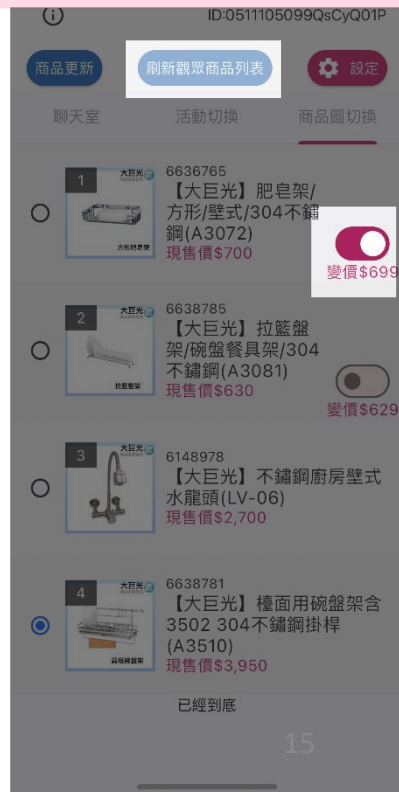 ID:0511105099QsCyQ01P
商品更新
刷新觀眾商品列表
設定
聊天室
活動切換
商品圖切換
1
大巨光
方形肥皂架
6636765
【大巨光】肥皂架/
方形/壁式/304不鏽
鋼(A3072)
現售價$700
變價$699
2
大巨光
拉籃盤架
6638785
【大巨光】拉籃盤
架/碗盤餐具架/304
不鏽鋼(A3081)
現售價$630
變價$629
3
大巨光
6148978
【大巨光】不鏽鋼廚房壁式
水龍頭(LV-06)
現售價$2,700
4
大巨光
6638781
【大巨光】檯面用碗盤架含
3502 304不鏽鋼掛桿
(A3510)
現售價$3,950
已經到底
15